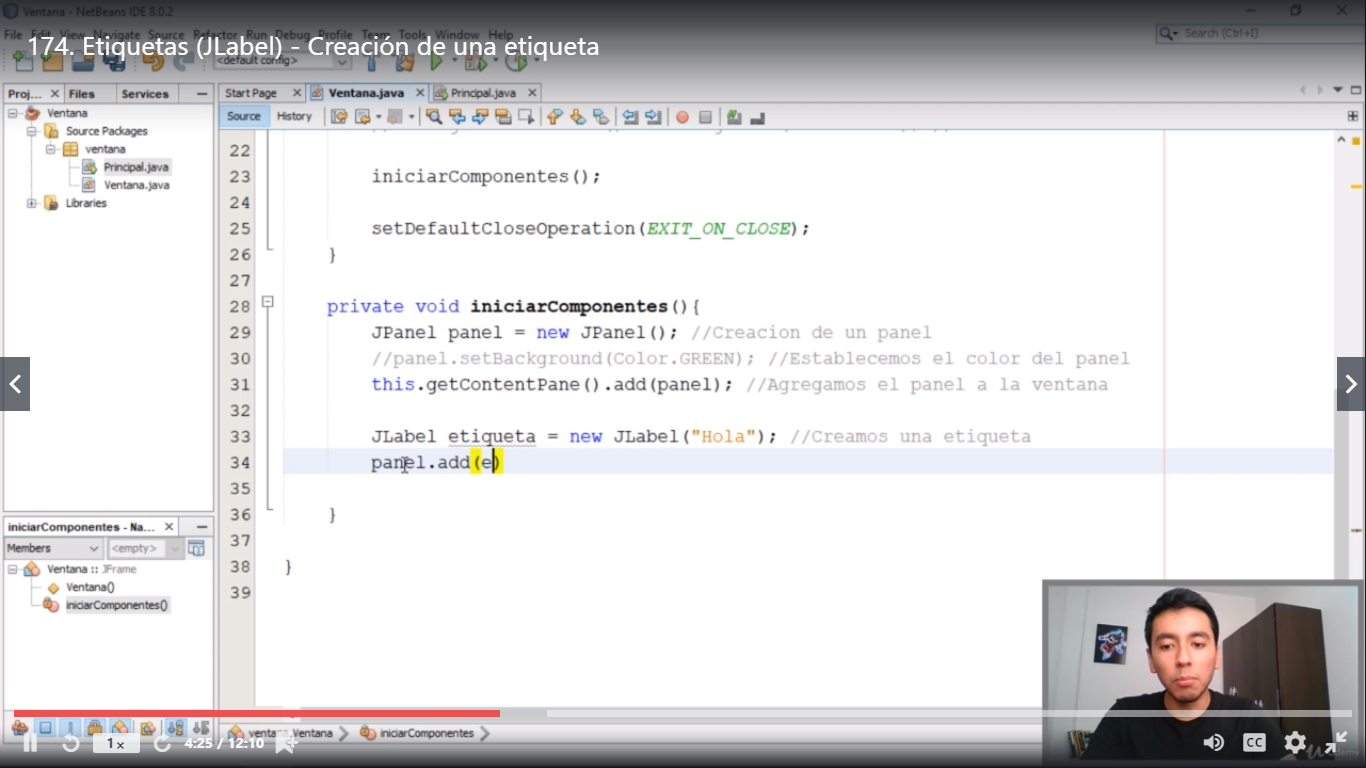 Ventana - NetBeans IDE 8.0.2
File Edit View Navigate Source Refactor Run Debug Profile Team Tools Window Help
Search (Ctrl+I)
174. Etiquetas (JLabel) - Creación de una etiqueta
<default config>
Proj... Files Services
Start Page Ventana.java Principal.java
Source History
Ventana
Source Packages
ventana
Principal.java
Ventana.java
Libraries
22
23 iniciarComponentes();
24
25 setDefaultCloseOperation(EXIT_ON_CLOSE);
26 }
27
28 private void iniciarComponentes(){
29 JPanel panel = new JPanel(); //Creacion de un panel
30 //panel.setBackground(Color.GREEN); //Establecemos el color del panel
31 this.getContentPane().add(panel); //Agregamos el panel a la ventana
32
33 JLabel etiqueta = new JLabel("Hola"); //Creamos una etiqueta
34 panel.add(e)
35
36 }
37
38 }
39
iniciarComponentes - Na...
Members <empty>
Ventana :: JFrame
Ventana()
iniciarComponentes()
ventana.Ventana iniciarComponentes
1x 4:25 / 12:10 CC